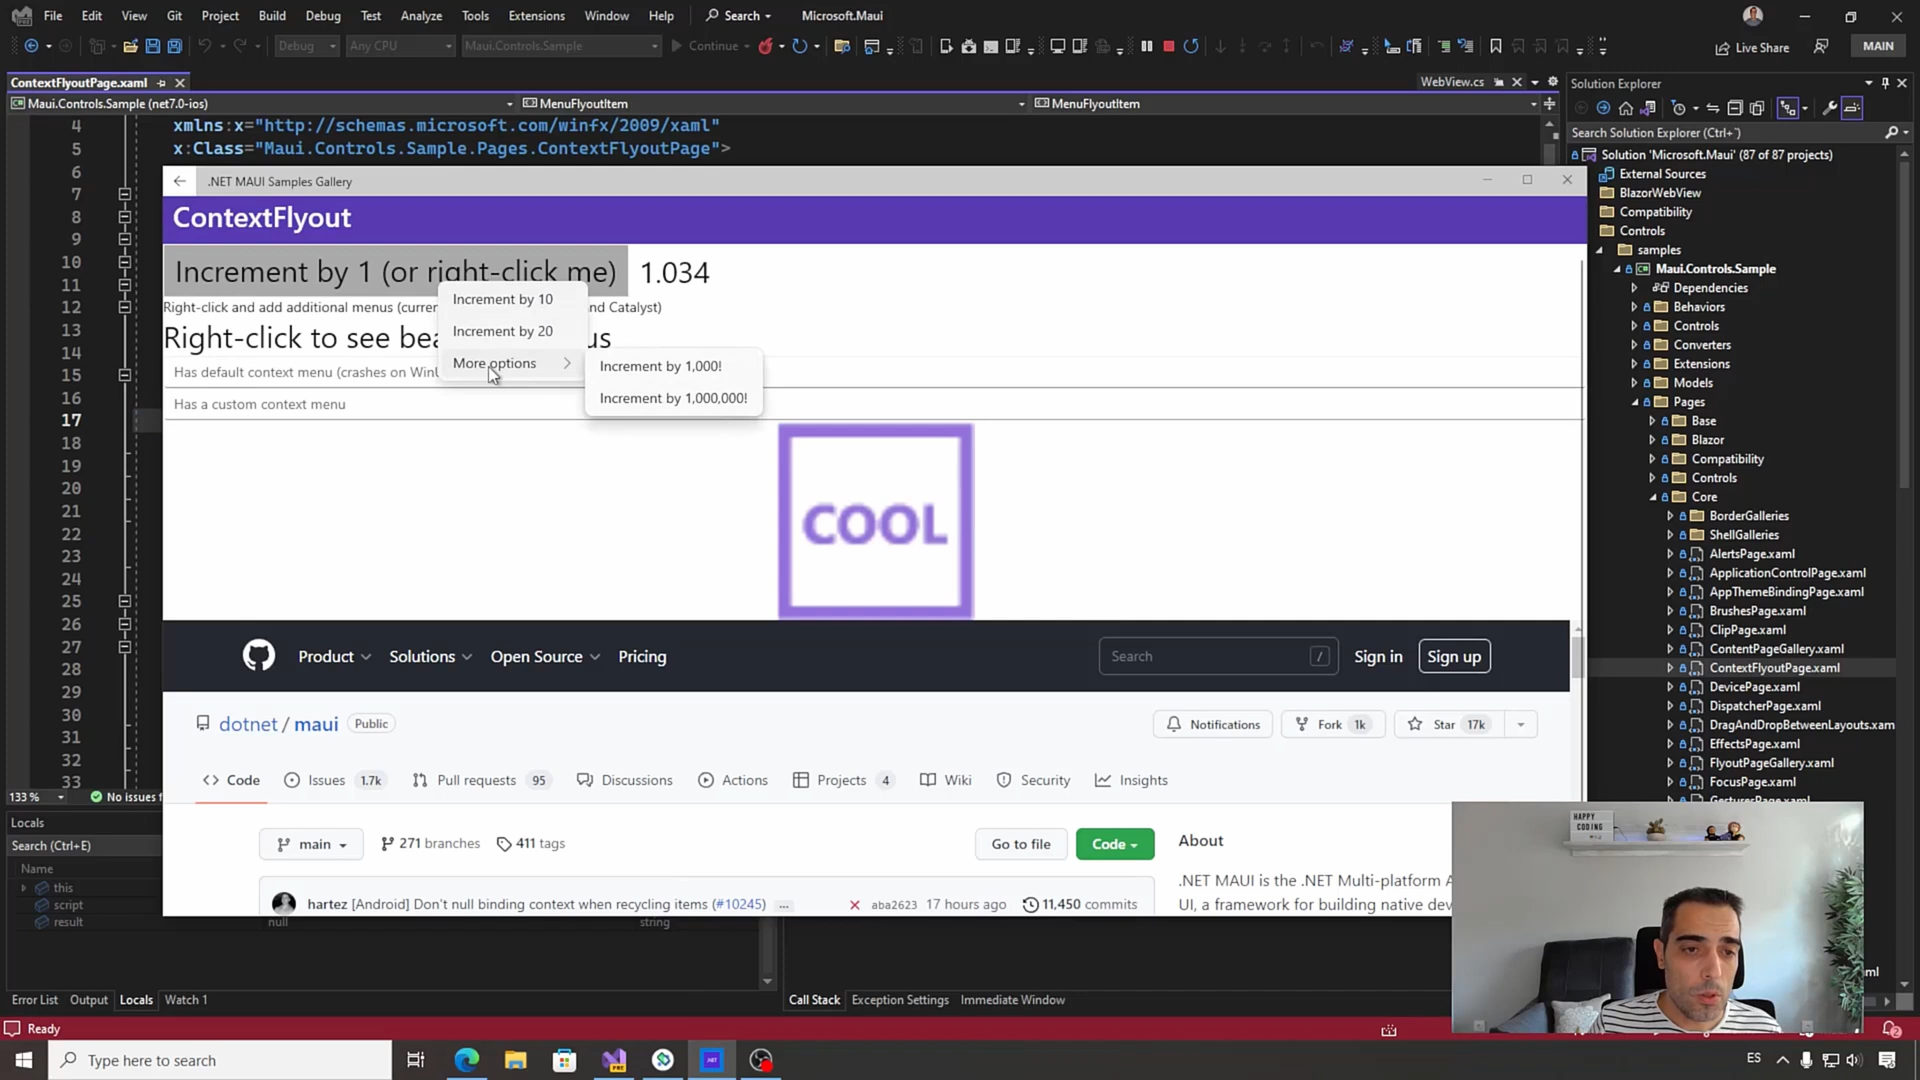 File Edit View Git Project Build Debug Test Analyze Tools Extensions Window Help Search Microsoft.Maui
Debug Any CPU Maui.Controls.Sample Continue Live Share MAIN
ContextFlyoutPage.xaml WebView.cs
Maui.Controls.Sample (net7.0-ios) MenuFlyoutItem MenuFlyoutItem
4 xmlns:x="http://schemas.microsoft.com/winfx/2009/xaml"
5 x:Class="Maui.Controls.Sample.Pages.ContextFlyoutPage">
6
7
8
9
10
11
12
13
14
15
16
17
18
19
20
21
22
23
24
25
26
27
28
29
30
31
32
33
133 % No issues f
.NET MAUI Samples Gallery
ContextFlyout
Increment by 1 (or right-click me) 1.034
Right-click and add additional menus (curre nd Catalyst)
Right-click to see bea us
Has default context menu (crashes on WinU
Has a custom context menu
Increment by 10
Increment by 20
More options
Increment by 1,000!
Increment by 1,000,000!
COOL
Product Solutions Open Source Pricing Search / Sign in Sign up
dotnet / maui Public Notifications Fork 1k Star 17k
Code Issues 1.7k Pull requests 95 Discussions Actions Projects 4 Wiki Security Insights
main 271 branches 411 tags Go to file Code About
.NET MAUI is the .NET Multi-platform A
UI, a framework for building native dev
hartez [Android] Don't null binding context when recycling items (#10245) ... aba2623 17 hours ago 11,450 commits
Solution Explorer
Search Solution Explorer (Ctrl+´)
Solution 'Microsoft.Maui' (87 of 87 projects)
External Sources
BlazorWebView
Compatibility
Controls
samples
Maui.Controls.Sample
Dependencies
Behaviors
Controls
Converters
Extensions
Models
Pages
Base
Blazor
Compatibility
Controls
Core
BorderGalleries
ShellGalleries
AlertsPage.xaml
ApplicationControlPage.xaml
AppThemeBindingPage.xaml
BrushesPage.xaml
ClipPage.xaml
ContentPageGallery.xaml
ContextFlyoutPage.xaml
DevicePage.xaml
DispatcherPage.xaml
DragAndDropBetweenLayouts.xam
EffectsPage.xaml
FlyoutPageGallery.xaml
FocusPage.xaml
GesturesPage.xaml
ml
HAPPY
CODING
Locals
Search (Ctrl+E)
Name
this
script
result null string
Error List Output Locals Watch 1 Call Stack Exception Settings Immediate Window
Ready 2
Type here to search .NET ES